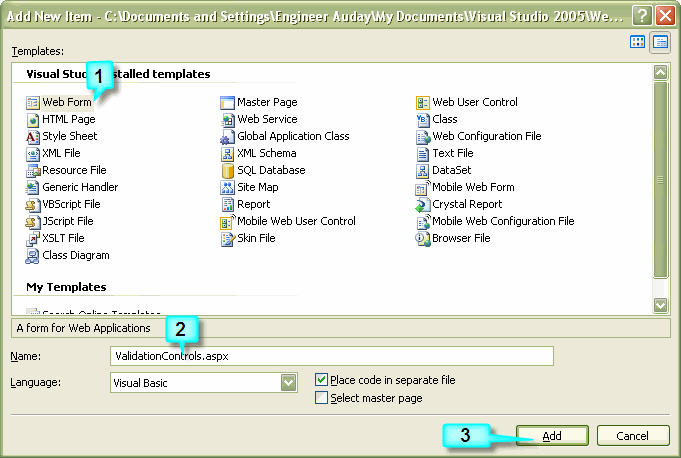 Add New Item - C:\Documents and Settings\Engineer Auday\My Documents\Visual Studio 2005\We...
Templates:
Visual Stu stalled templates
1
Web Form Master Page Web User Control
HTML Page Web Service Class
Style Sheet Global Application Class Web Configuration File
XML File XML Schema Text File
Resource File SQL Database DataSet
Generic Handler Site Map Mobile Web Form
VBScript File Report Crystal Report
JScript File Mobile Web User Control Mobile Web Configuration File
XSLT File Skin File Browser File
Class Diagram
My Templates
Search Online Templates
A form for Web Applications
2
Name: ValidationControls.aspx
Language: Visual Basic
Place code in separate file
Select master page
3
Add Cancel